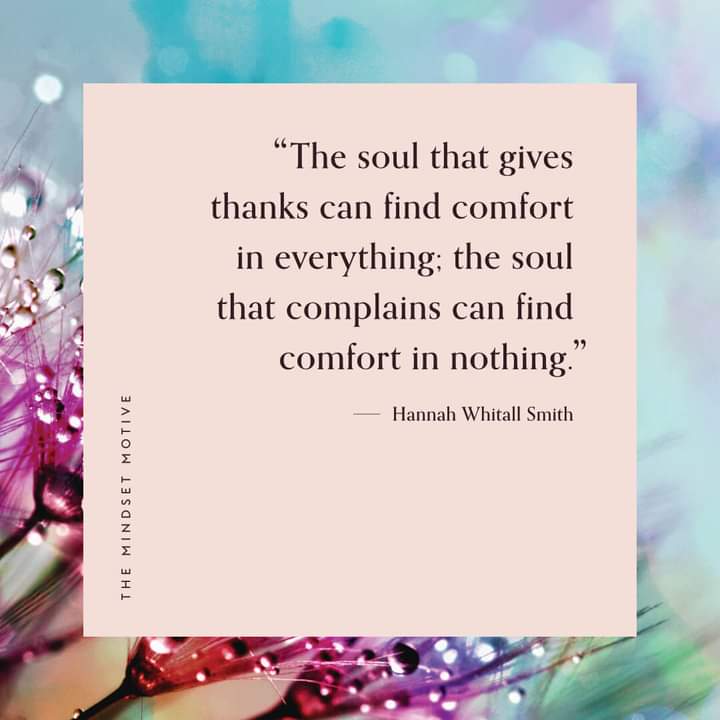 “The soul that gives
thanks can find comfort
in everything; the soul
that complains can find
comfort in nothing.”
— Hannah Whitall Smith
THE MINDSET MOTIVE